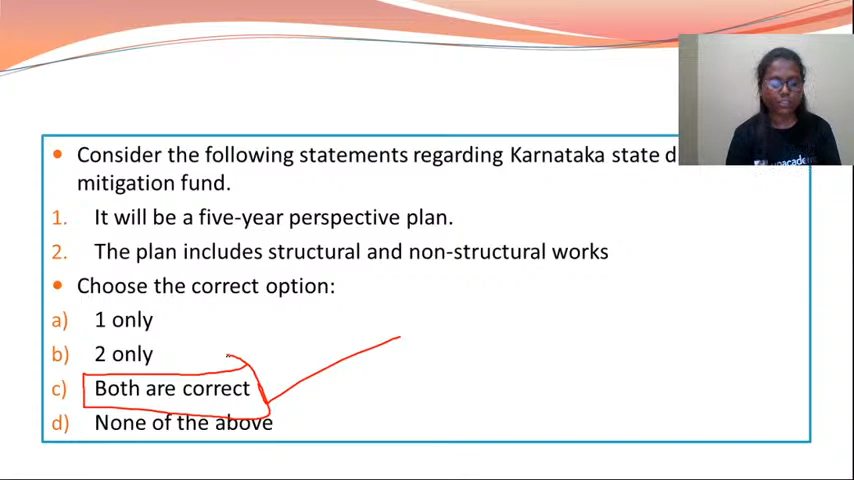 Consider the following statements regarding Karnataka state
mitigation fund.
1. It will be a five-year perspective plan.
2. The plan includes structural and non-structural works
Choose the correct option:
a) 1 only
b) 2 only
c) Both are correct
d) None of the above